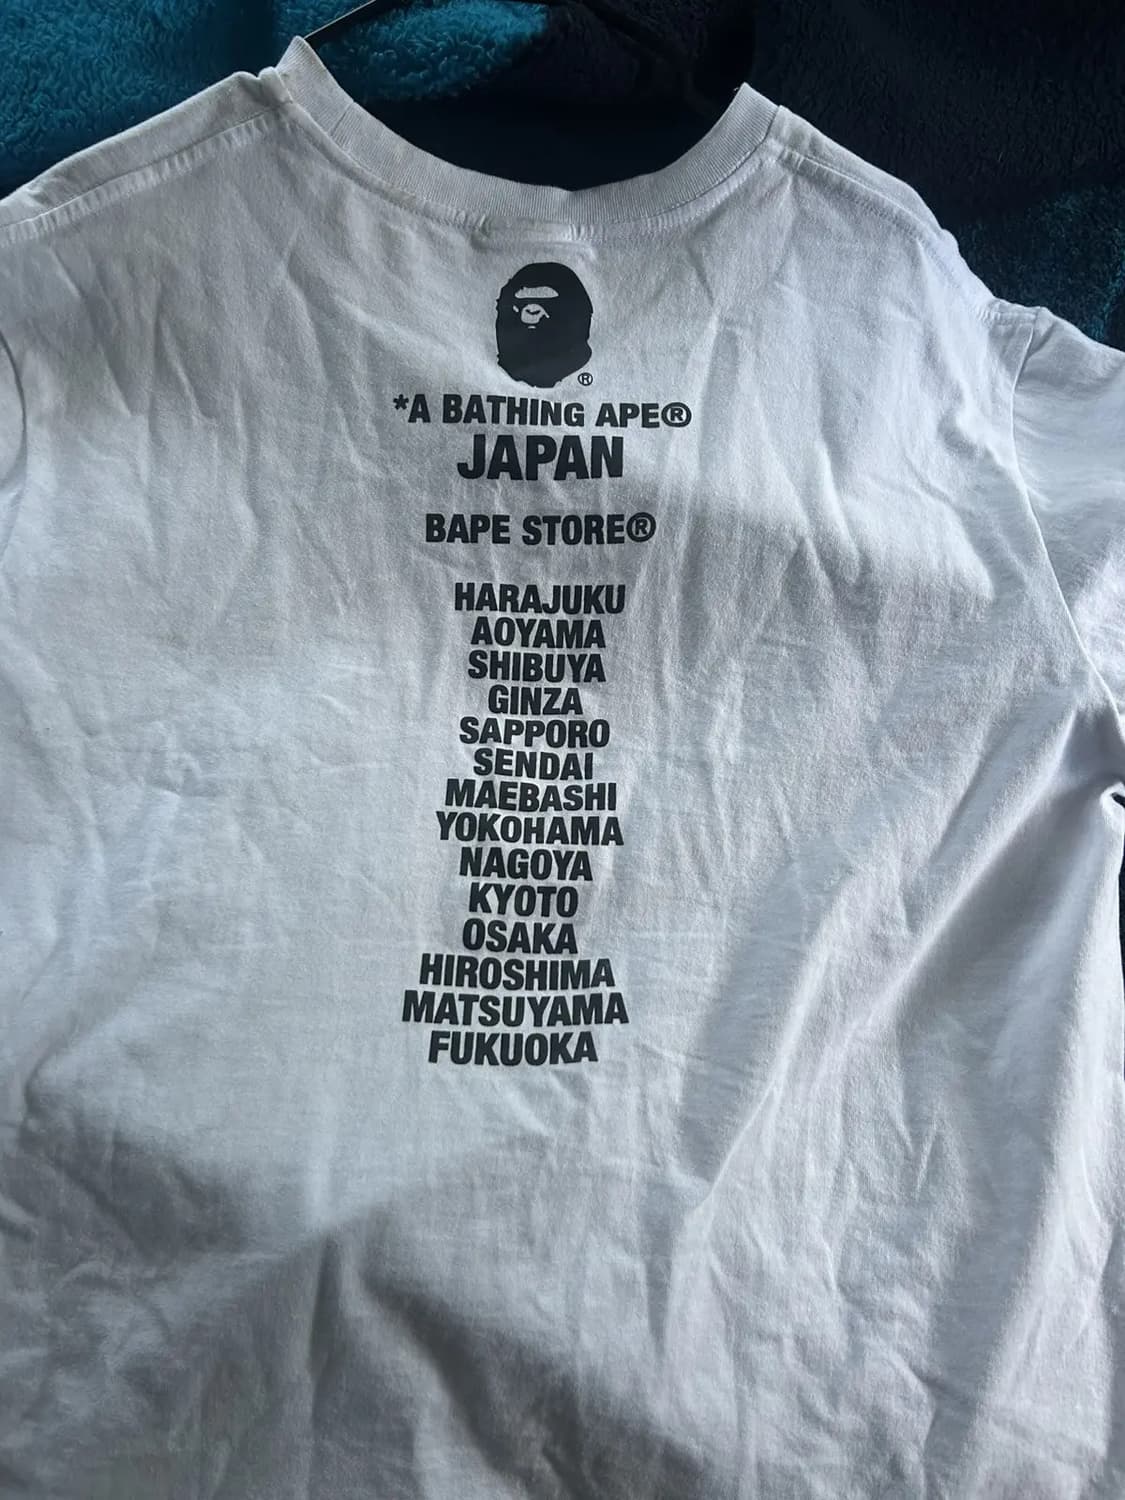 ®
*A BATHING APE®
JAPAN
BAPE STORE®
HARAJUKU
AOYAMA
SHIBUYA
GINZA
SAPPORO
SENDAI
MAEBASHI
YOKOHAMA
NAGOYA
KYOTO
OSAKA
HIROSHIMA
MATSUYAMA
FUKUOKA